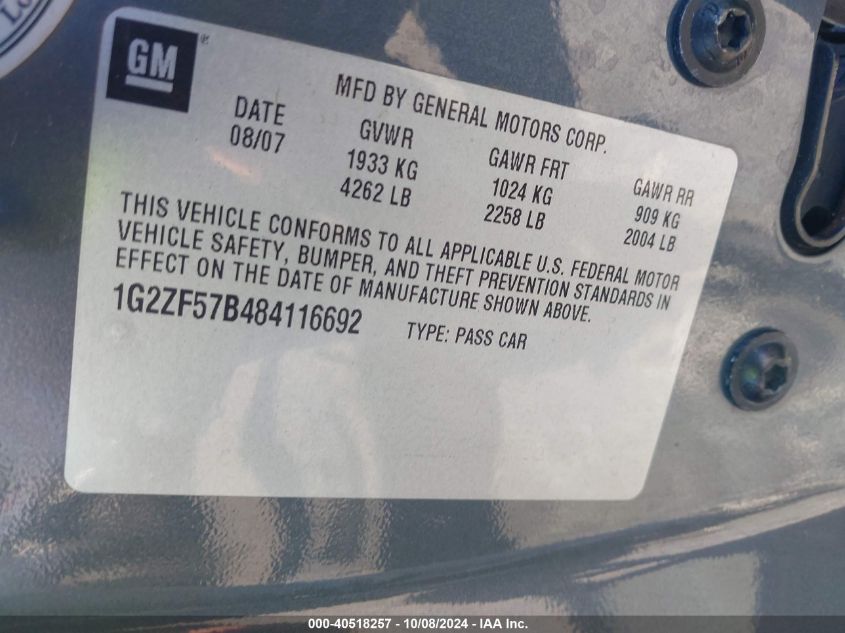 Lo
GM ®
MFD BY GENERAL MOTORS CORP.
DATE GVWR GAWR FRT GAWR RR
08/07 1933 KG 1024 KG 909 KG
4262 LB 2258 LB 2004 LB
THIS VEHICLE CONFORMS TO ALL APPLICABLE U.S. FEDERAL MOTOR
VEHICLE SAFETY, BUMPER, AND THEFT PREVENTION STANDARDS IN
EFFECT ON THE DATE OF MANUFACTURE SHOWN ABOVE.
1G2ZF57B484116692 TYPE: PASS CAR
000-40518257 - 10/08/2024 - IAA Inc.